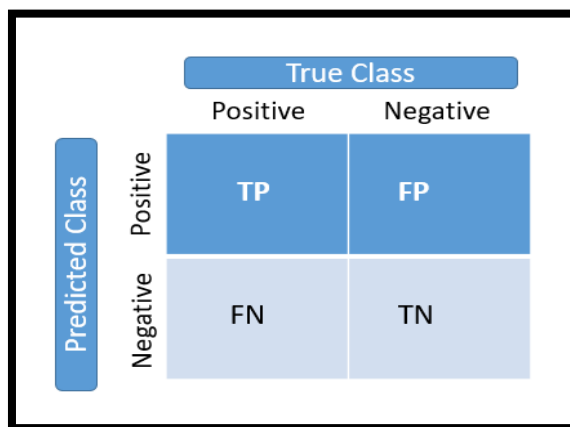 True Class
Positive Negative
Predicted Class
Positive
TP FP
Negative
FN TN